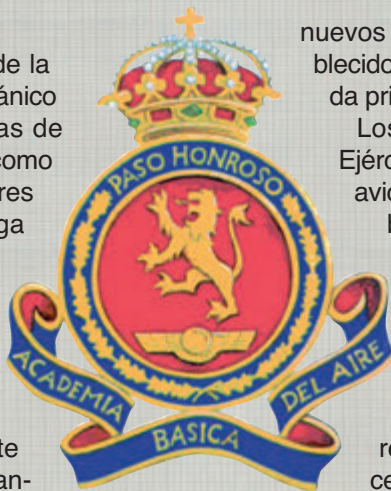 de la
ánico
as de
como
res
ga
te
an-
PASO HONROSO
ACADEMIA BASICA DEL AIRE
nuevos
blecido
da pri
Los
Ejérc
re
ce